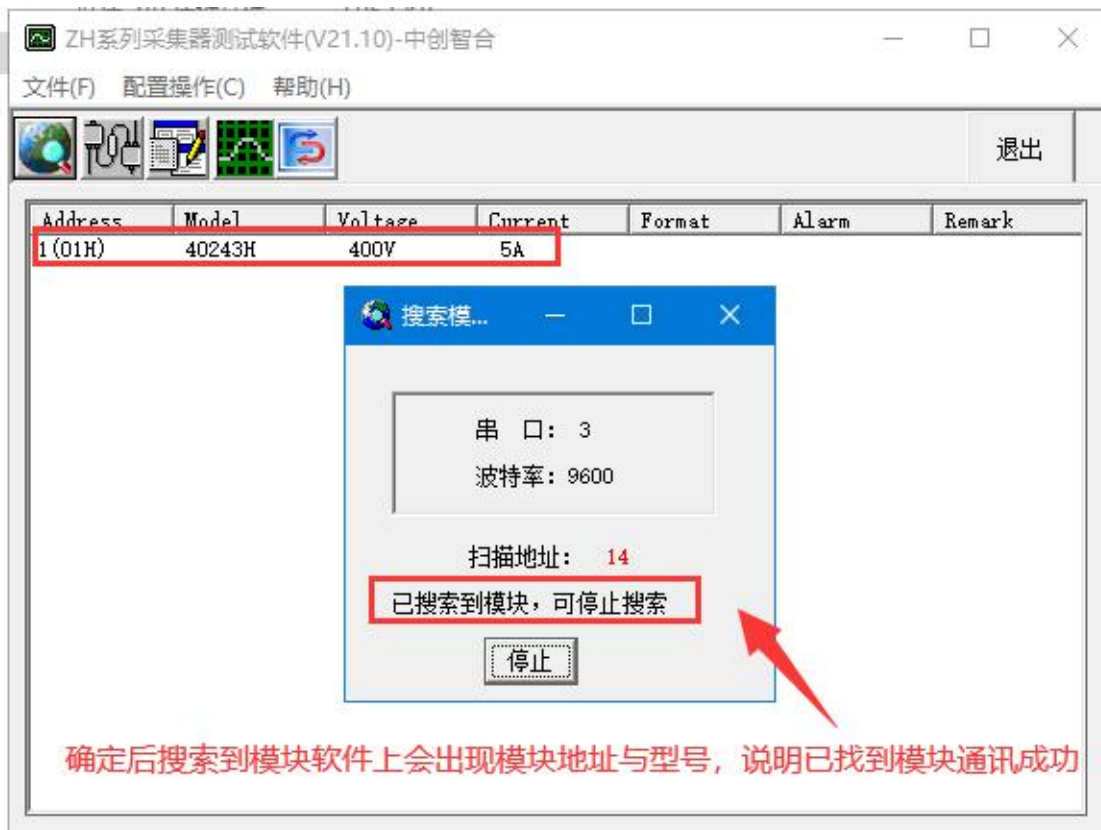 ZH系列采集器测试软件(V21.10)-中创智合
文件(F) 配置操作(C) 帮助(H)
退出
Address Model Voltage Current Format Alarm Remark
1(01H) 40243H 400V 5A
搜索模...
串 口: 3
波特率: 9600
扫描地址: 14
已搜索到模块，可停止搜索
停止
确定后搜索到模块软件上会出现模块地址与型号，说明已找到模块通讯成功